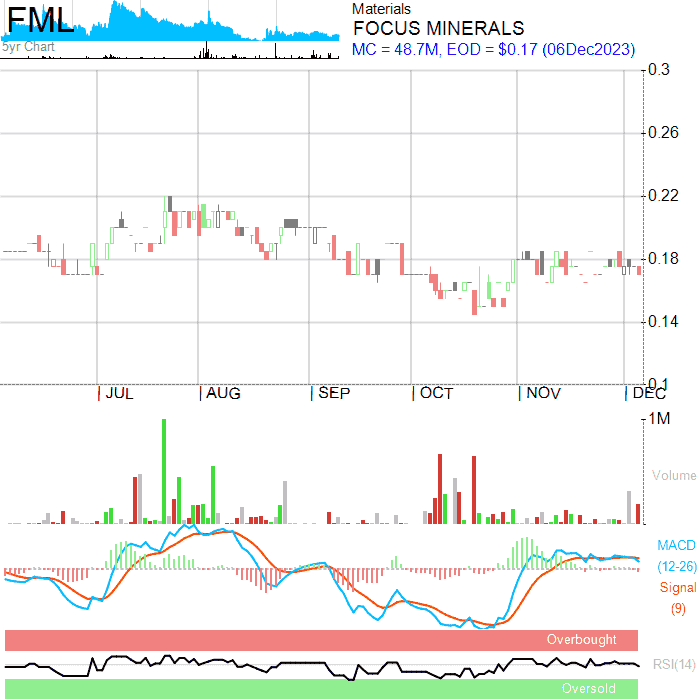 FML
5yr Chart
Materials
FOCUS MINERALS
MC = 48.7M, EOD = $0.17 (06Dec2023)
0.3
0.26
0.22
0.18
0.14
0.1
JUL AUG SEP OCT NOV DEC
1M
Volume
MACD
(12-26)
Signal
(9)
Overbought
RSI(14)
Oversold